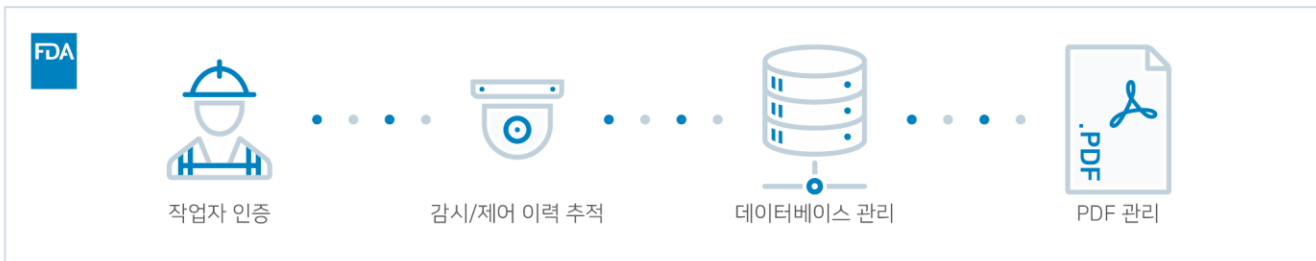 FDA
작업자 인증
감시/제어 이력 추적
데이터베이스 관리
PDF 관리
.PDF